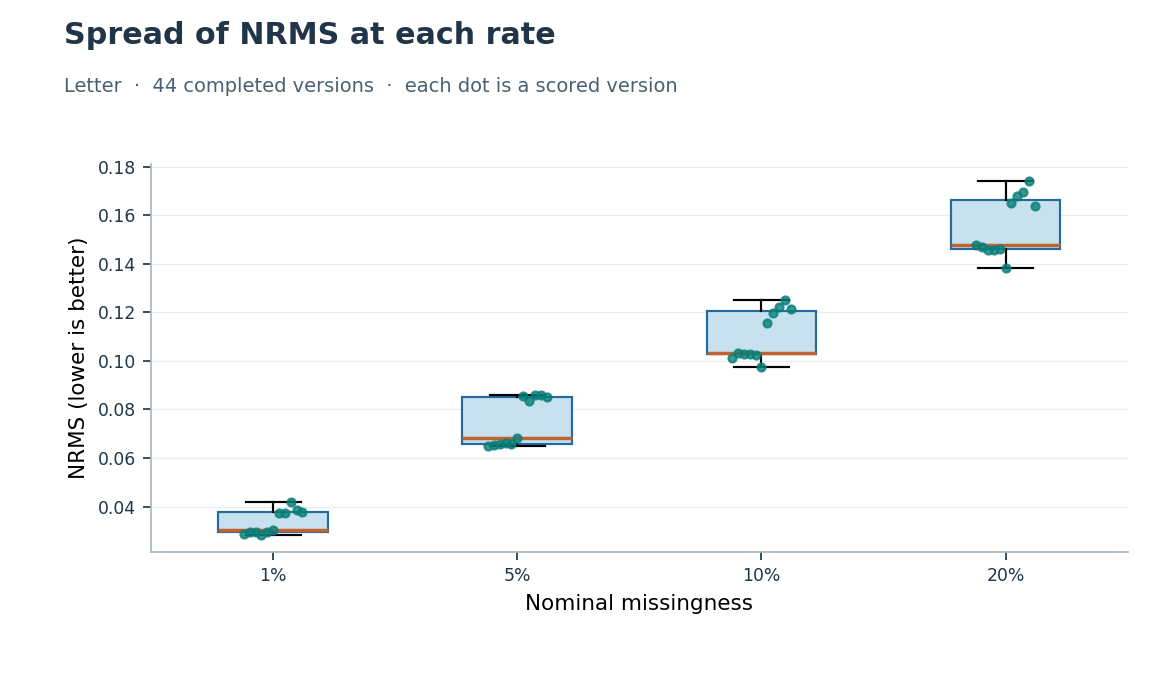 Spread of NRMS at each rate
Letter · 44 completed versions · each dot is a scored version
NRMS (lower is better)
0.18
0.16
0.14
0.12
0.10
0.08
0.06
0.04
1% 5% 10% 20%
Nominal missingness